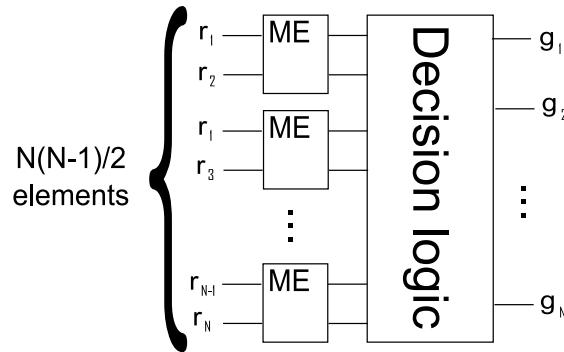 N(N-1)/2
elements
r1
ME
r2
r1
ME
r3
rN-1
ME
rN
Decision logic
g1
g2
gN